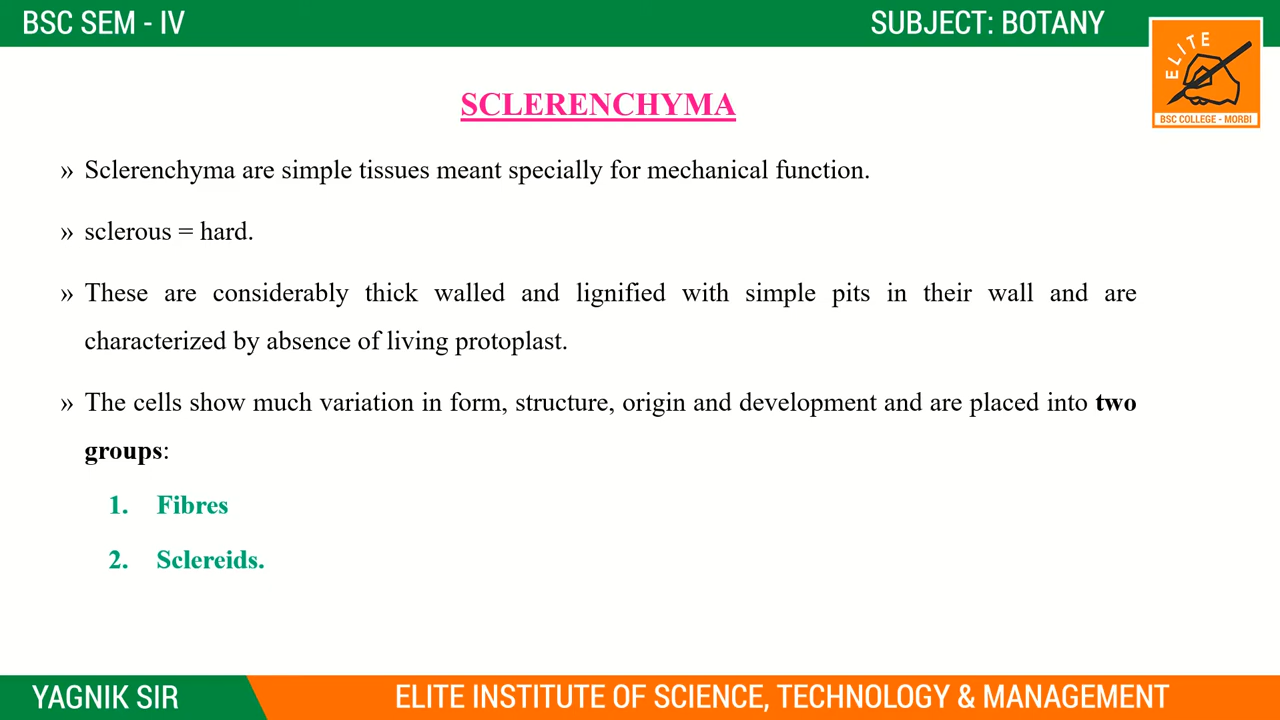 BSC SEM - IV
SUBJECT: BOTANY
ELITE
BSC COLLEGE - MORBI
SCLERENCHYMA
» Sclerenchyma are simple tissues meant specially for mechanical function.
» sclerous = hard.
» These are considerably thick walled and lignified with simple pits in their wall and are
characterized by absence of living protoplast.
» The cells show much variation in form, structure, origin and development and are placed into two
groups:
1. Fibres
2. Sclereids.
YAGNIK SIR
ELITE INSTITUTE OF SCIENCE, TECHNOLOGY & MANAGEMENT